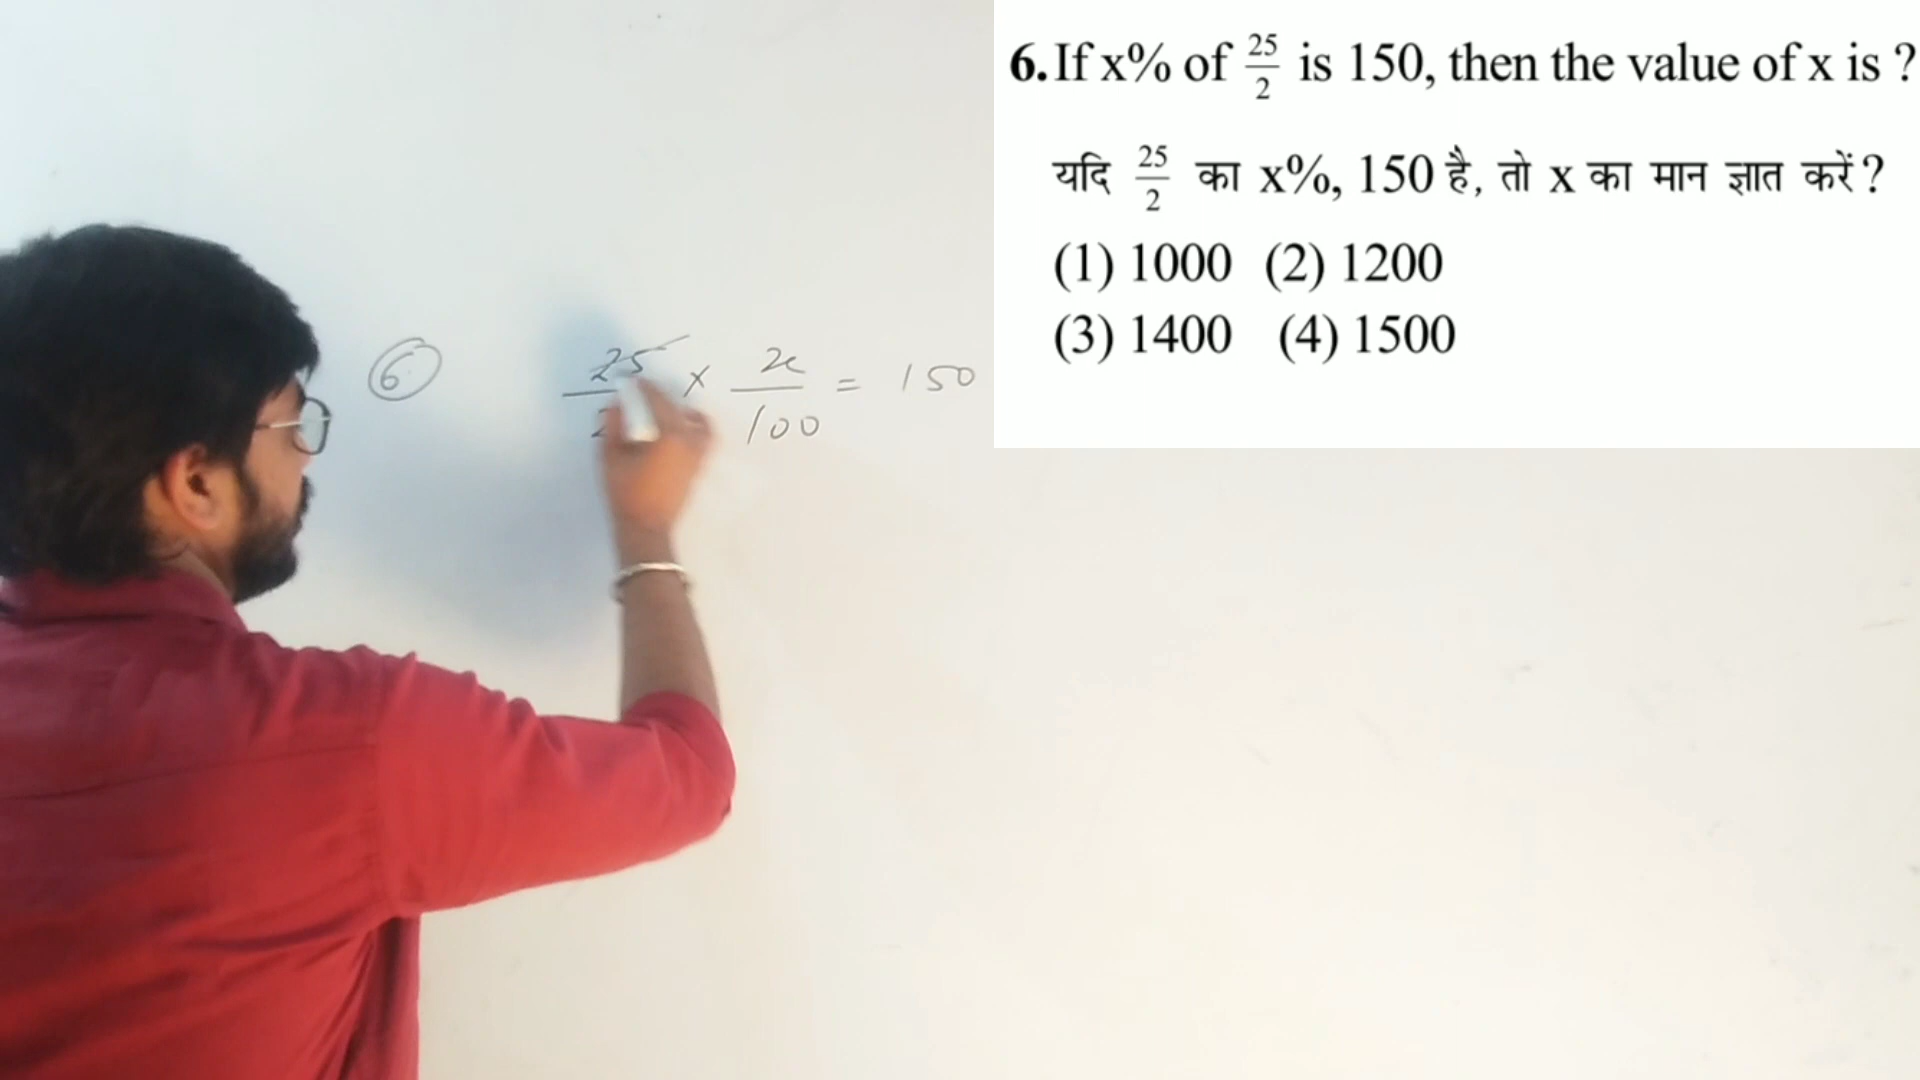 6. If x% of 25/2 is 150, then the value of x is ?
यदि 25/2 का x%, 150 है, तो x का मान ज्ञात करें ?
(1) 1000 (2) 1200
(3) 1400 (4) 1500
6 25/2 × x/100 = 150